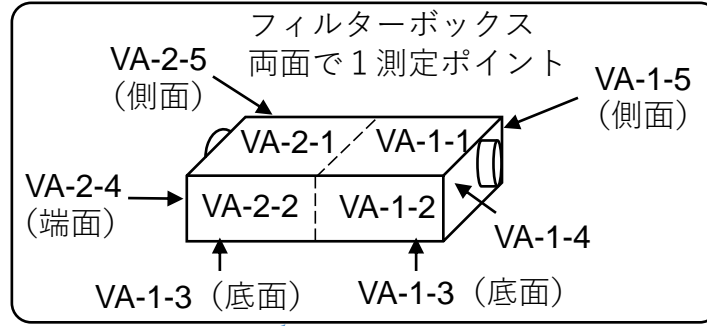 フィルターボックス
両面で１測定ポイント
VA-2-5
（側面）
VA-1-5
（側面）
VA-2-1
VA-1-1
VA-2-4
（端面）
VA-2-2
VA-1-2
VA-1-4
VA-1-3（底面）
VA-1-3（底面）